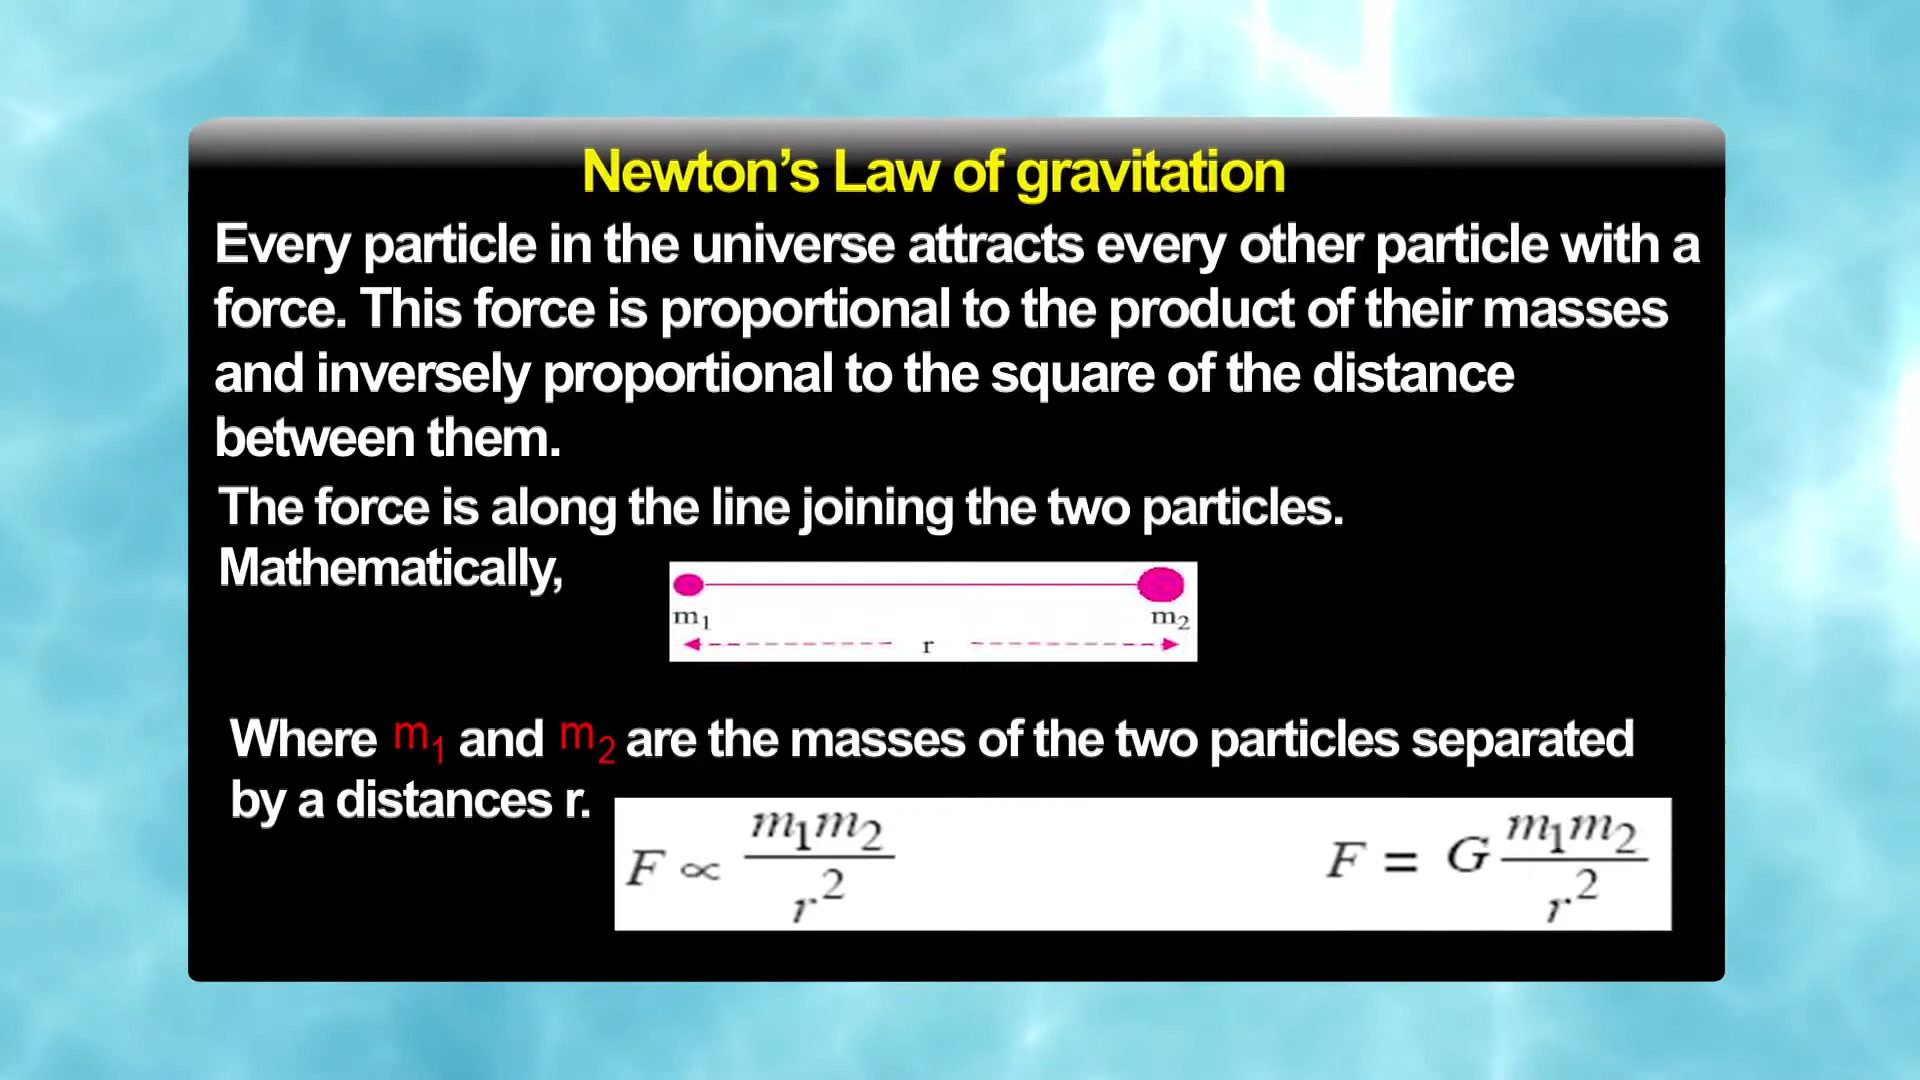 Newton’s Law of gravitation
Every particle in the universe attracts every other particle with a
force. This force is proportional to the product of their masses
and inversely proportional to the square of the distance
between them.
The force is along the line joining the two particles.
Mathematically,
m₁ m₂
r
Where m₁ and m₂ are the masses of the two particles separated
by a distances r.
F ∝ m₁m₂ / r² F = G m₁m₂ / r²